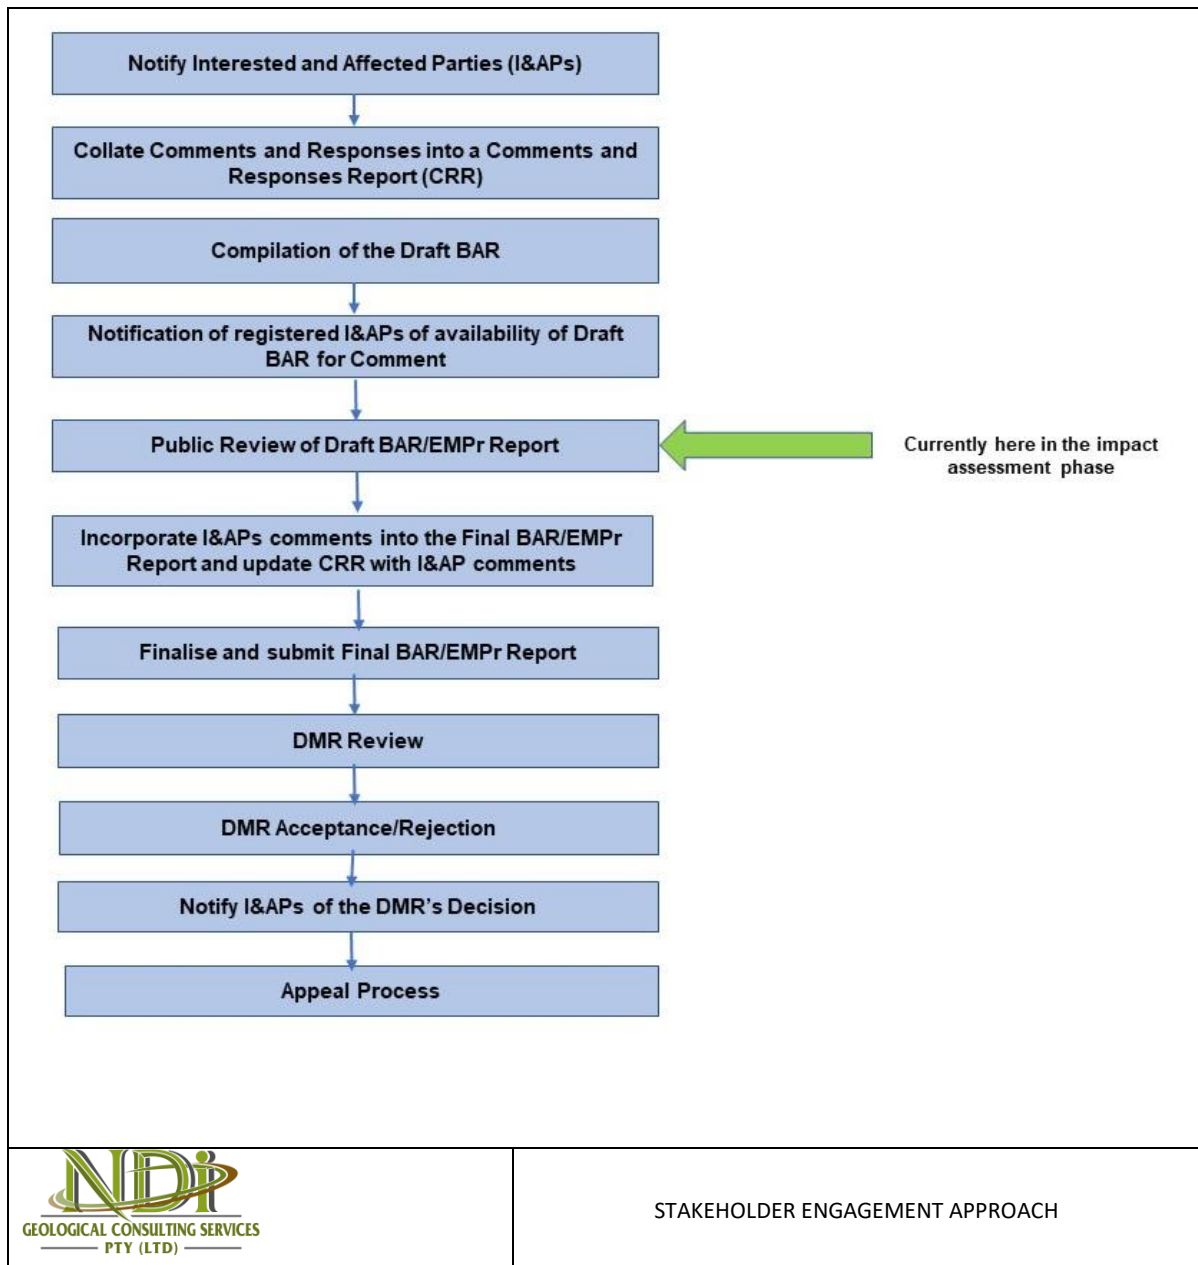 Notify Interested and Affected Parties (I&APs)
Collate Comments and Responses into a Comments and
Responses Report (CRR)
Compilation of the Draft BAR
Notification of registered I&APs of availability of Draft
BAR for Comment
Public Review of Draft BAR/EMPr Report
Currently here in the impact
assessment phase
Incorporate I&APs comments into the Final BAR/EMPr
Report and update CRR with I&AP comments
Finalise and submit Final BAR/EMPr Report
DMR Review
DMR Acceptance/Rejection
Notify I&APs of the DMR's Decision
Appeal Process
NDi
GEOLOGICAL CONSULTING SERVICES
PTY (LTD)
STAKEHOLDER ENGAGEMENT APPROACH